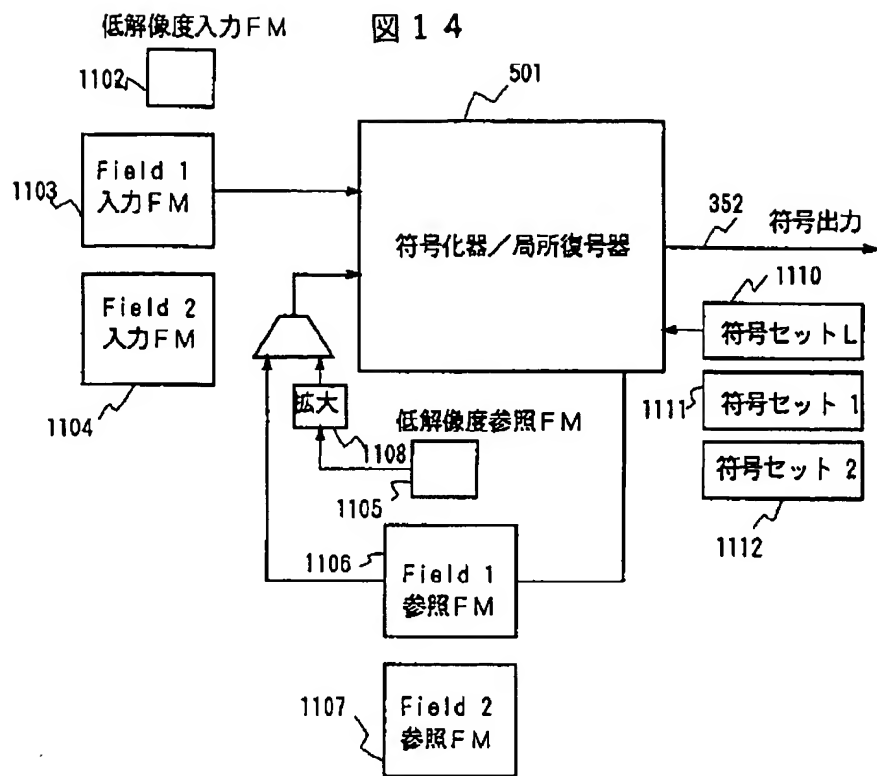 低解像度入力FM
図14
1102
501
Field 1
入力FM
1103
符号化器/局所復号器
352
符号出力
Field 2
入力FM
1104
1110
符号セットL
1111
符号セット1
符号セット2
1112
拡大
1108
低解像度参照FM
1105
1106
Field 1
参照FM
1107
Field 2
参照FM